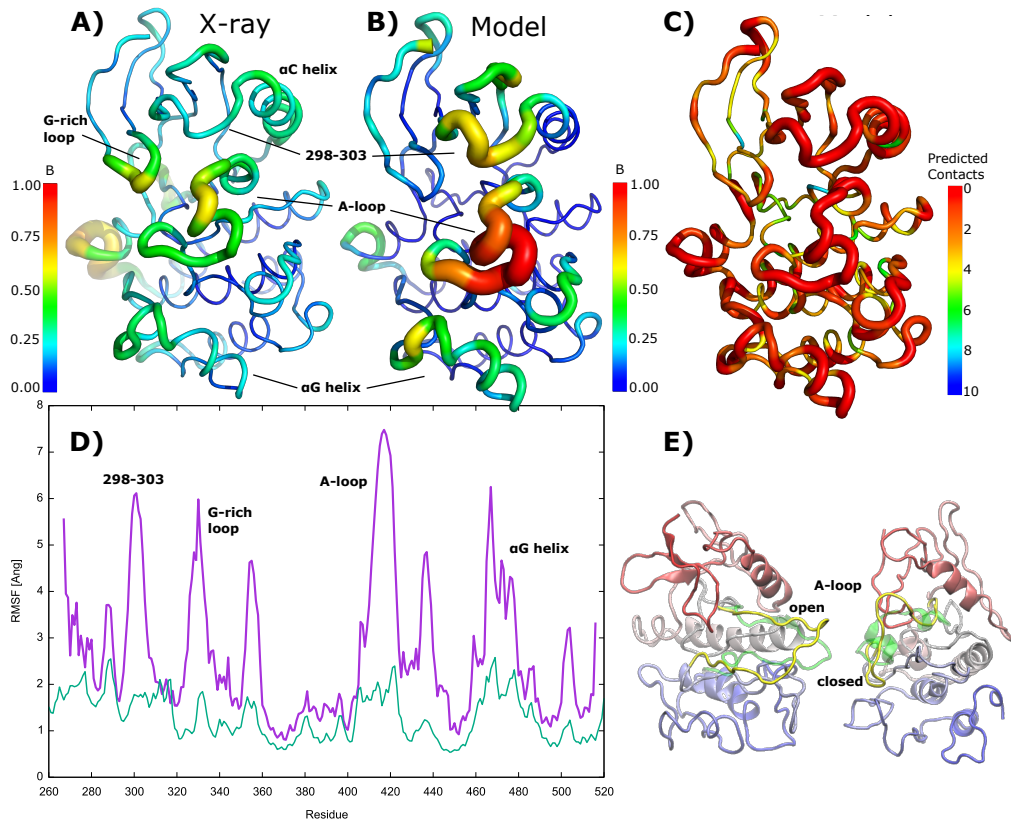 A)
X-ray
B)
Model
C)
αC helix
G-rich
loop
298-303
A-loop
αG helix
B
1.00
0.75
0.50
0.25
0.00
B
1.00
0.75
0.50
0.25
0.00
Predicted
Contacts
0
2
4
6
8
10
D)
298-303
G-rich
loop
A-loop
αG helix
RMSF [Ang]
8
7
6
5
4
3
2
1
0
260 280 300 320 340 360 380 400 420 440 460 480 500 520
Residue
E)
A-loop
open
closed